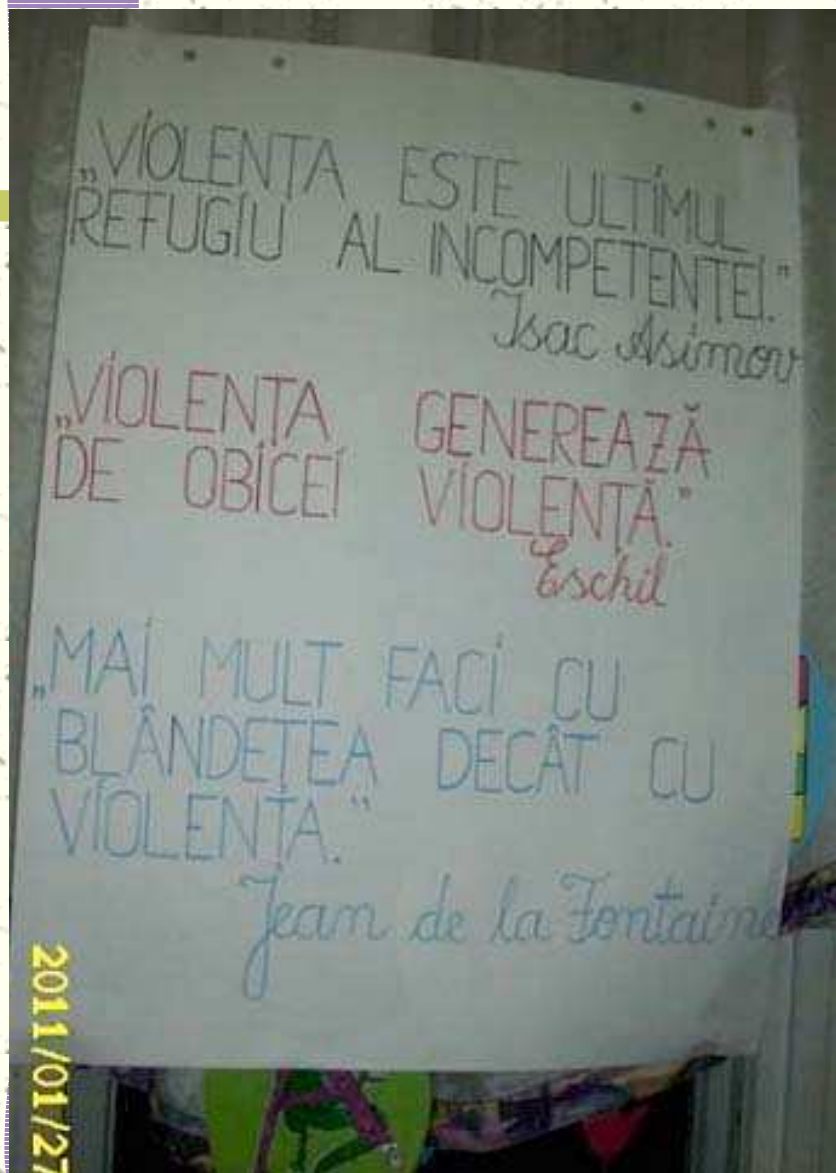 „VIOLENȚA ESTE ULTIMUL
REFUGIU AL INCOMPETENȚEI."
Isac Asimov
„VIOLENȚA GENEREAZĂ
DE OBICEI VIOLENȚĂ."
Eschil
„MAI MULT FACI CU
BLÂNDEȚEA DECÂT CU
VIOLENȚA."
Jean de la Fontaine
2011/01/27